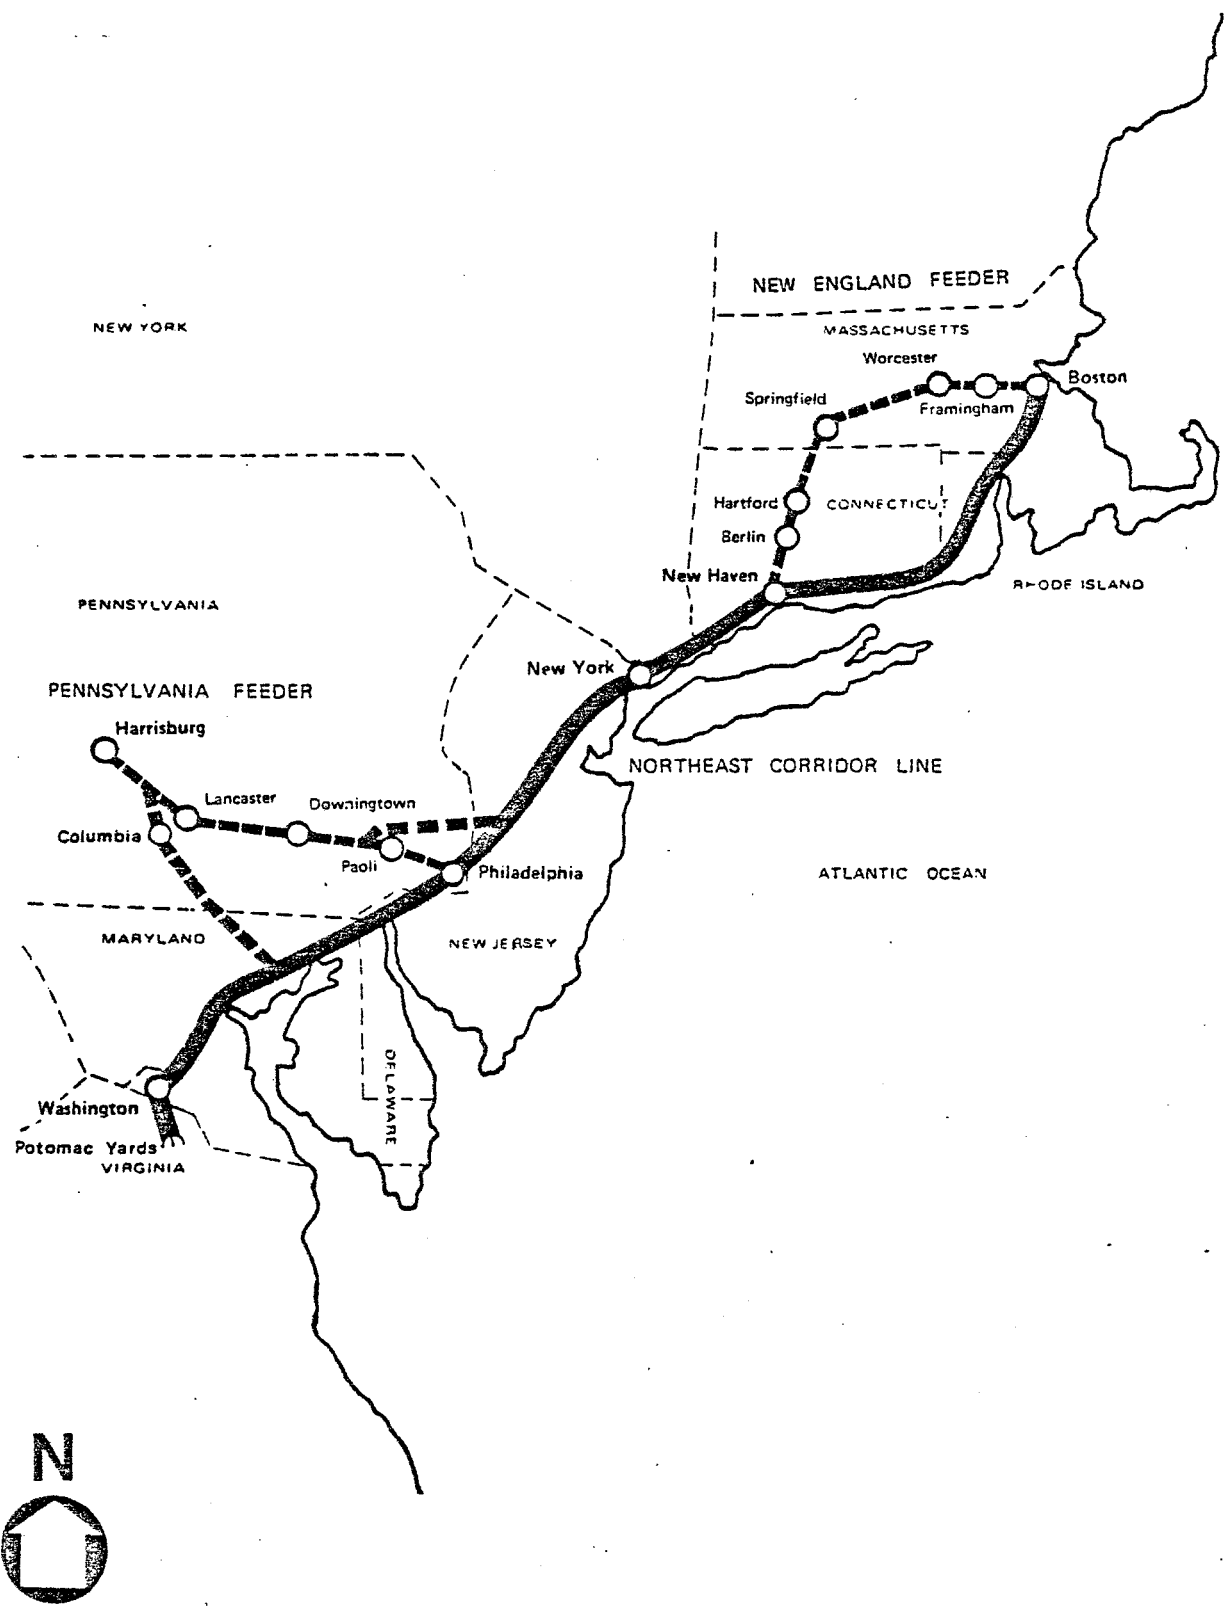 NEW ENGLAND FEEDER
NEW YORK
MASSACHUSETTS
Worcester
Boston
Springfield
Framingham
Hartford
CONNECTICUT
Berlin
New Haven
RHODE ISLAND
PENNSYLVANIA
New York
PENNSYLVANIA FEEDER
Harrisburg
NORTHEAST CORRIDOR LINE
Lancaster
Downingtown
Columbia
Paoli
Philadelphia
ATLANTIC OCEAN
MARYLAND
NEW JERSEY
DELAWARE
Washington
Potomac Yards
VIRGINIA
N